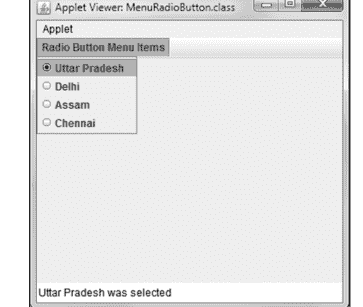 Applet Viewer: MenuRadioButton.class
Applet
Radio Button Menu Items
Uttar Pradesh
Delhi
Assam
Chennai
Uttar Pradesh was selected